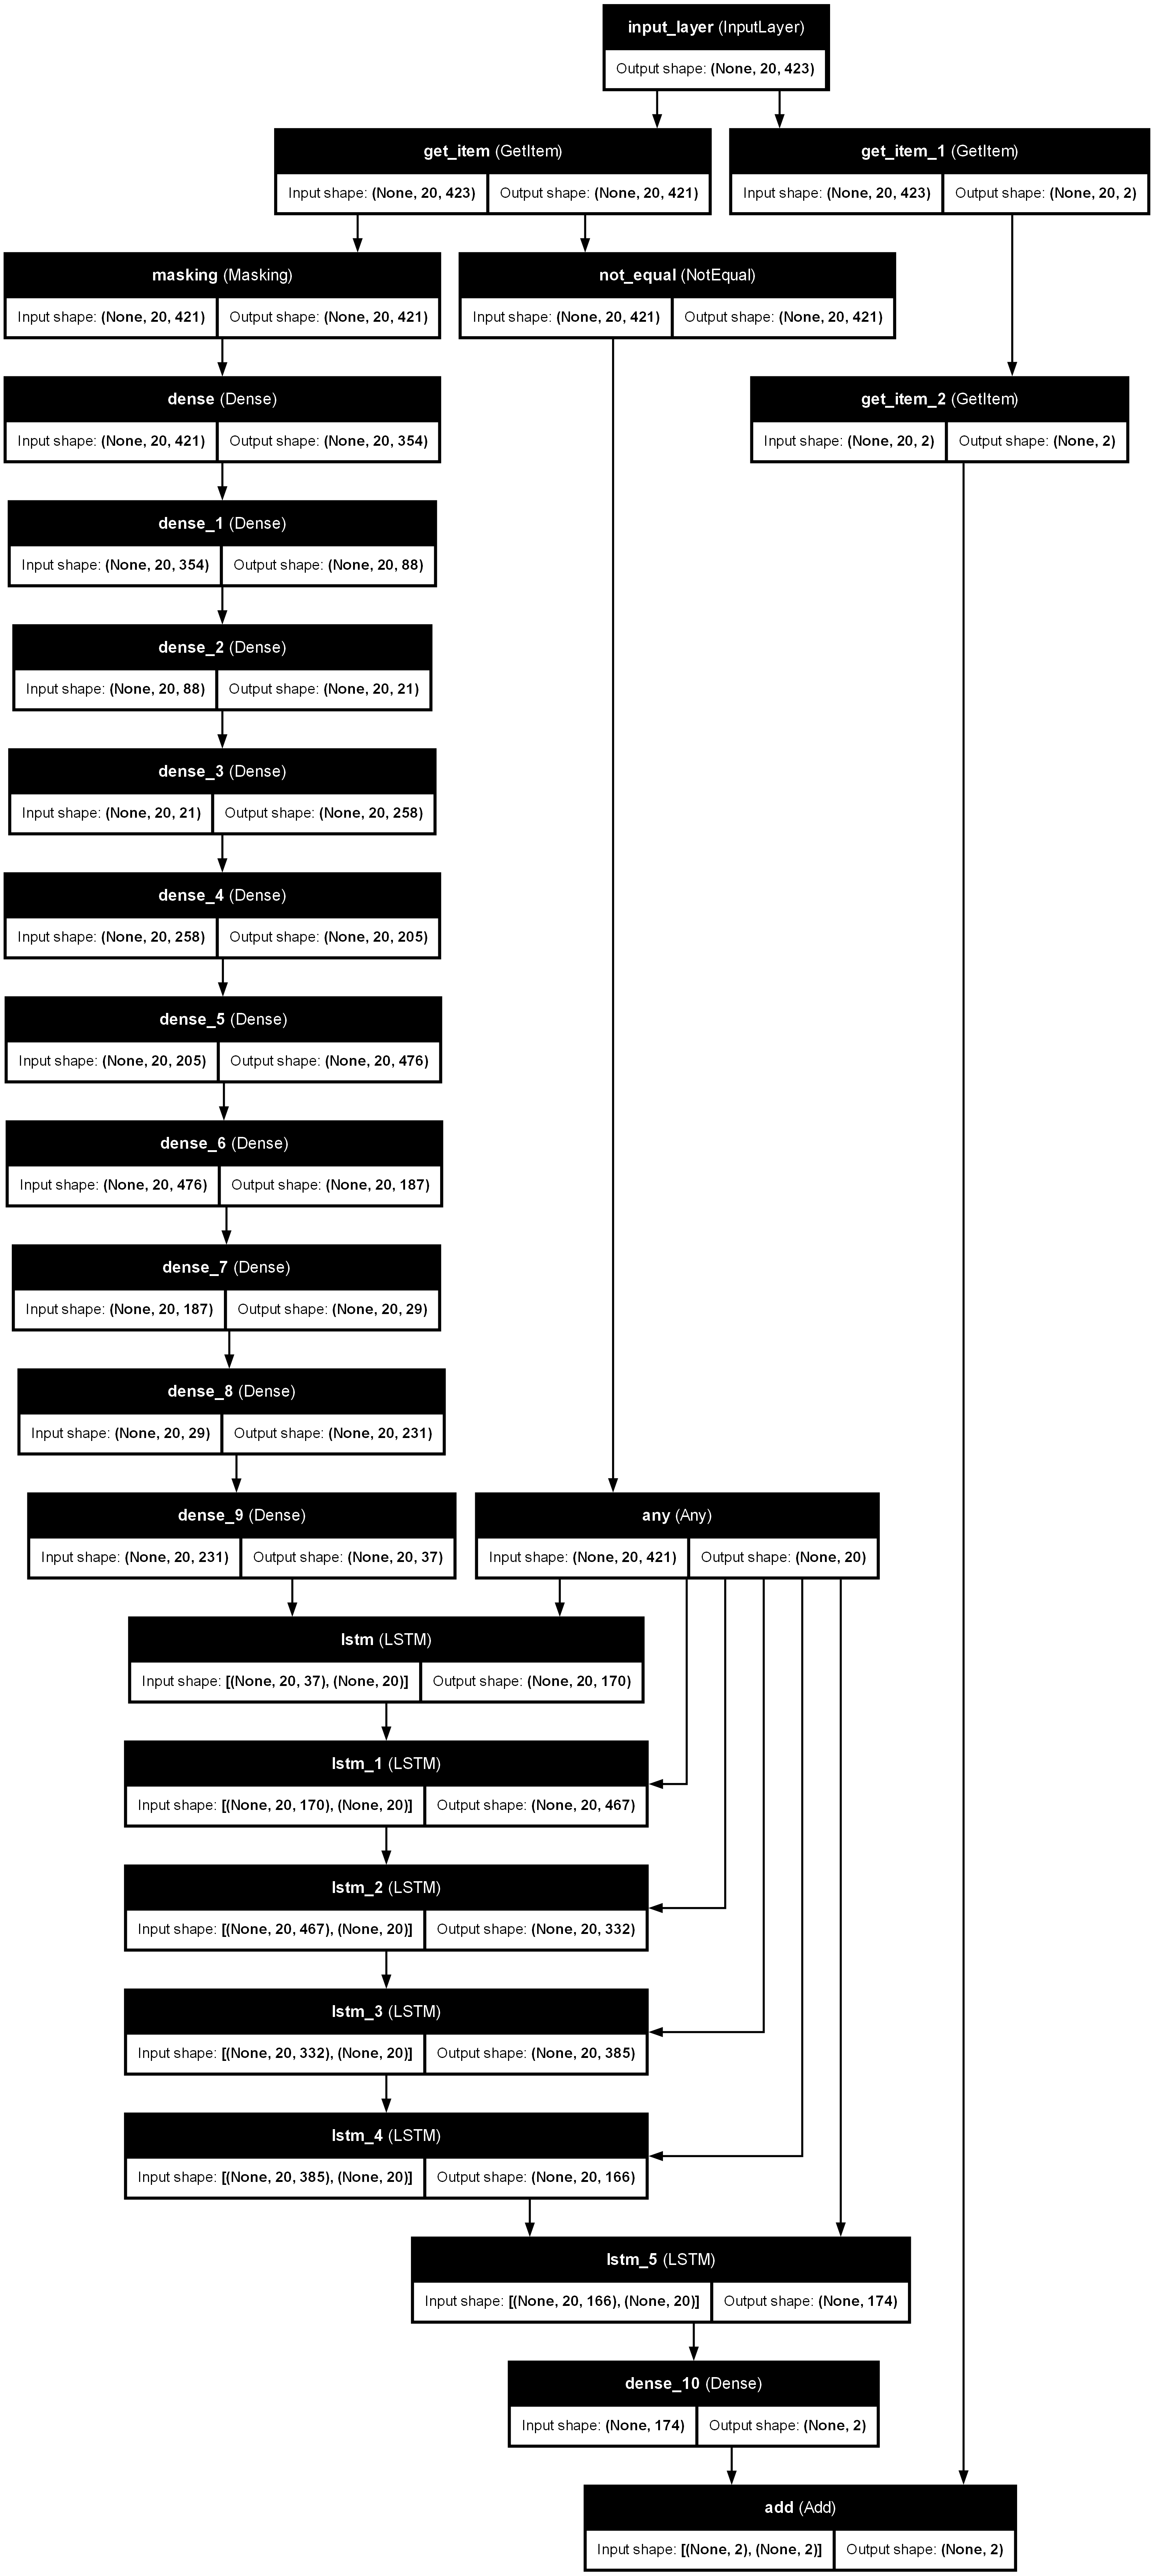 input_layer (InputLayer)
Output shape: (None, 20, 423)
get_item (GetItem)
Input shape: (None, 20, 423)
Output shape: (None, 20, 421)
get_item_1 (GetItem)
Input shape: (None, 20, 423)
Output shape: (None, 20, 2)
masking (Masking)
Input shape: (None, 20, 421)
Output shape: (None, 20, 421)
not_equal (NotEqual)
Input shape: (None, 20, 421)
Output shape: (None, 20, 421)
dense (Dense)
Input shape: (None, 20, 421)
Output shape: (None, 20, 354)
get_item_2 (GetItem)
Input shape: (None, 20, 2)
Output shape: (None, 2)
dense_1 (Dense)
Input shape: (None, 20, 354)
Output shape: (None, 20, 88)
dense_2 (Dense)
Input shape: (None, 20, 88)
Output shape: (None, 20, 21)
dense_3 (Dense)
Input shape: (None, 20, 21)
Output shape: (None, 20, 258)
dense_4 (Dense)
Input shape: (None, 20, 258)
Output shape: (None, 20, 205)
dense_5 (Dense)
Input shape: (None, 20, 205)
Output shape: (None, 20, 476)
dense_6 (Dense)
Input shape: (None, 20, 476)
Output shape: (None, 20, 187)
dense_7 (Dense)
Input shape: (None, 20, 187)
Output shape: (None, 20, 29)
dense_8 (Dense)
Input shape: (None, 20, 29)
Output shape: (None, 20, 231)
dense_9 (Dense)
Input shape: (None, 20, 231)
Output shape: (None, 20, 37)
any (Any)
Input shape: (None, 20, 421)
Output shape: (None, 20)
lstm (LSTM)
Input shape: [(None, 20, 37), (None, 20)]
Output shape: (None, 20, 170)
lstm_1 (LSTM)
Input shape: [(None, 20, 170), (None, 20)]
Output shape: (None, 20, 467)
lstm_2 (LSTM)
Input shape: [(None, 20, 467), (None, 20)]
Output shape: (None, 20, 332)
lstm_3 (LSTM)
Input shape: [(None, 20, 332), (None, 20)]
Output shape: (None, 20, 385)
lstm_4 (LSTM)
Input shape: [(None, 20, 385), (None, 20)]
Output shape: (None, 20, 166)
lstm_5 (LSTM)
Input shape: [(None, 20, 166), (None, 20)]
Output shape: (None, 174)
dense_10 (Dense)
Input shape: (None, 174)
Output shape: (None, 2)
add (Add)
Input shape: [(None, 2), (None, 2)]
Output shape: (None, 2)